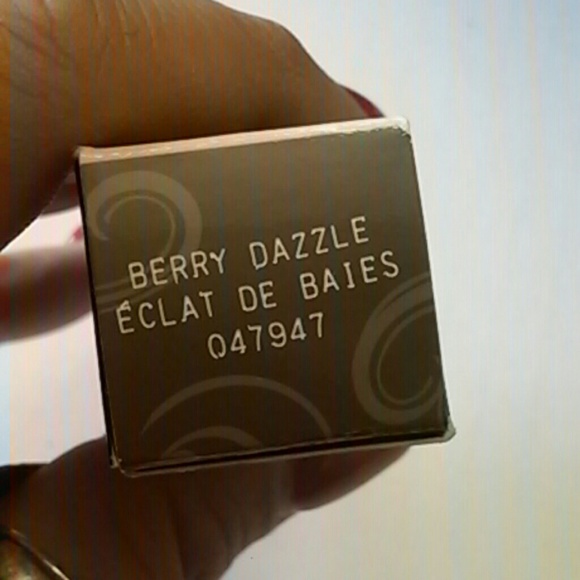 BERRY DAZZLE
ÉCLAT DE BAIES
047947